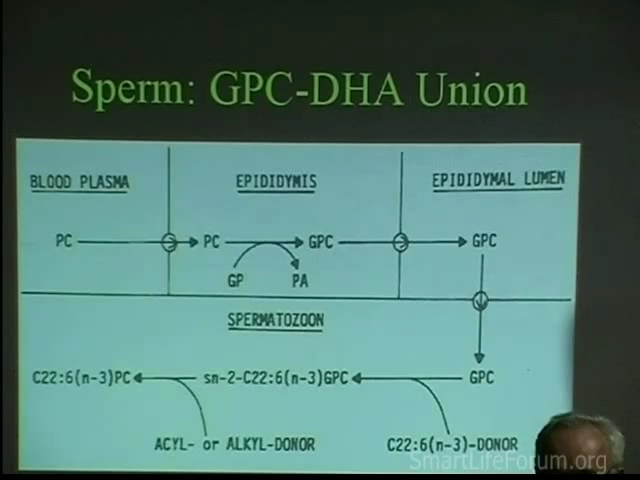 Sperm: GPC-DHA Union
BLOOD PLASMA EPIDIDYMIS EPIDIDYMAL LUMEN
PC PC GPC GPC
GP PA
SPERMATOZOON
C22:6(n-3)PC sn-2-C22:6(n-3)GPC GPC
ACYL- or ALKYL-DONOR C22:6(n-3)-DONOR
SmartLifeForum.org